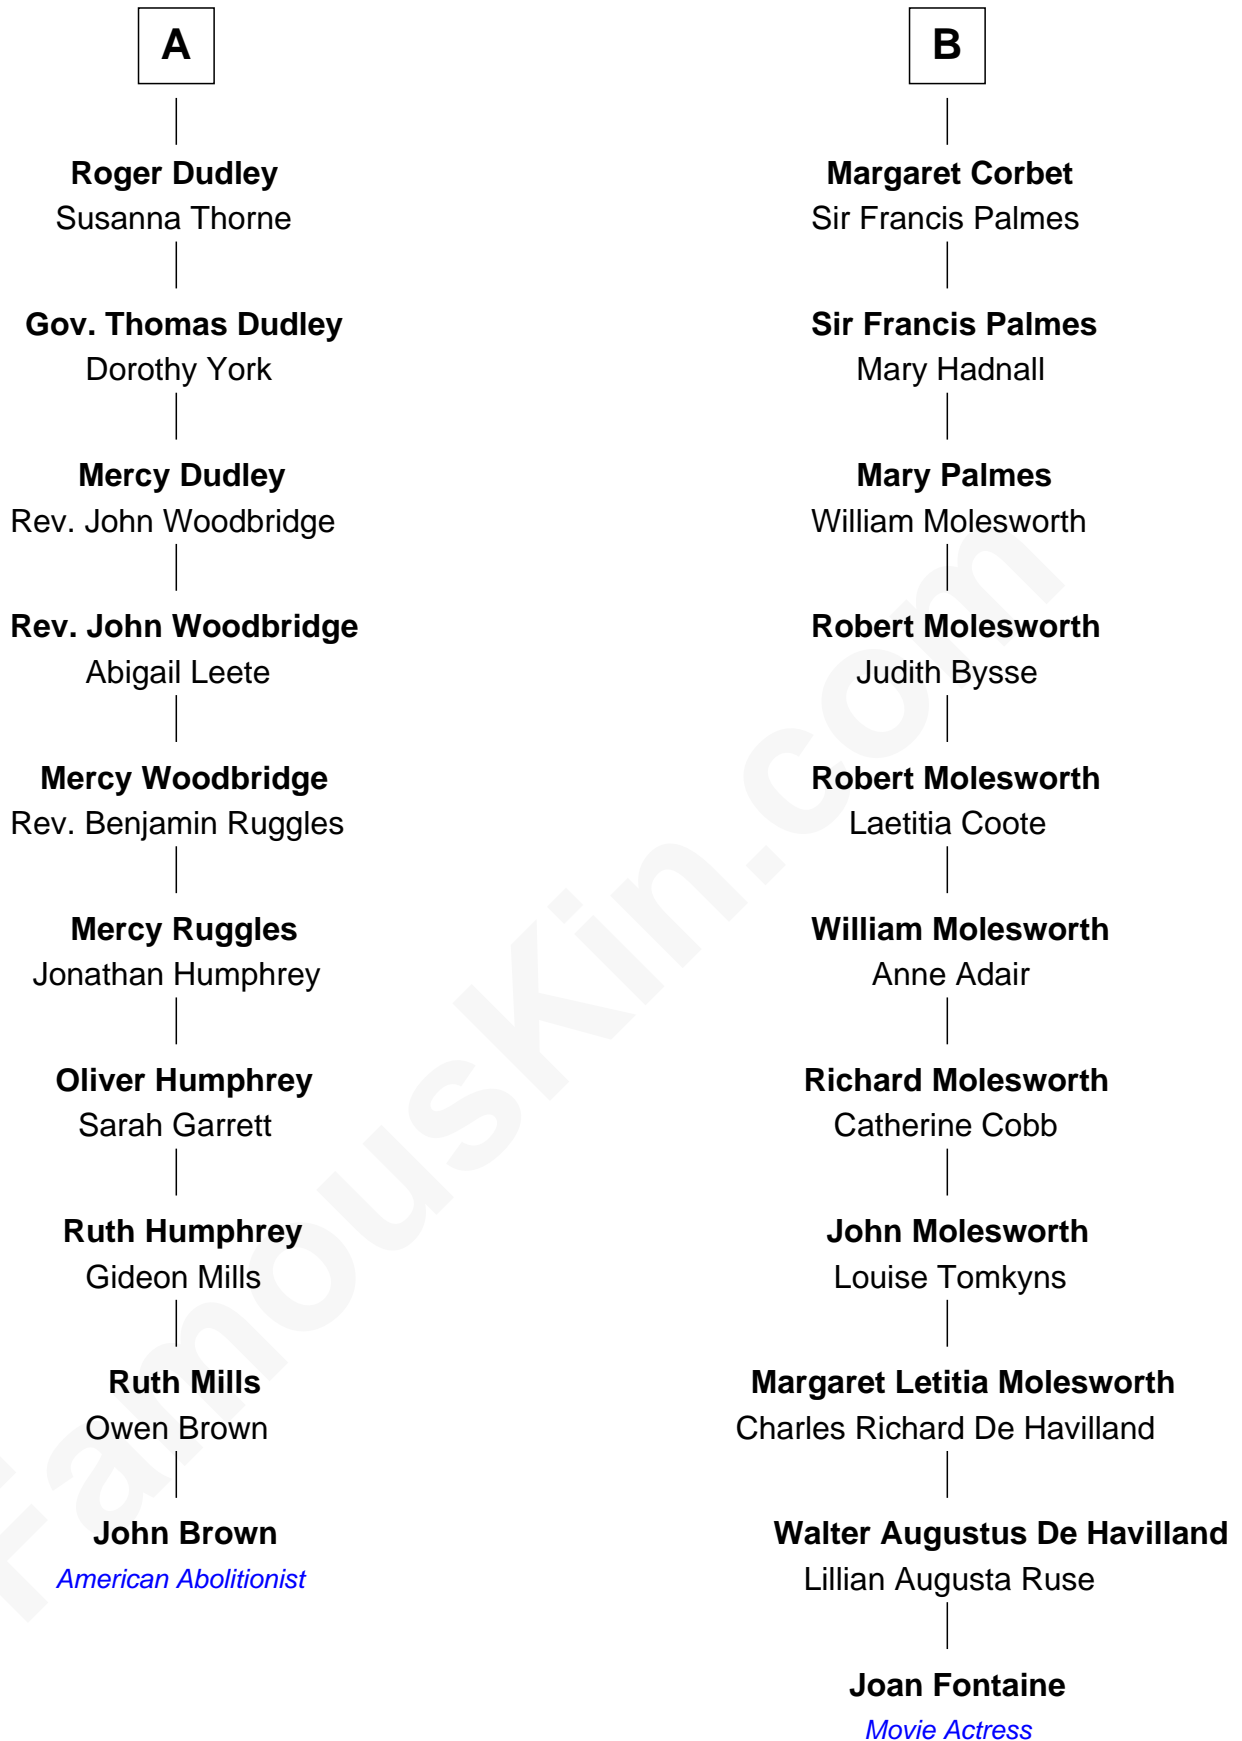 A
Roger Dudley
Susanna Thorne
Gov. Thomas Dudley
Dorothy York
Mercy Dudley
Rev. John Woodbridge
Rev. John Woodbridge
Abigail Leete
Mercy Woodbridge
Rev. Benjamin Ruggles
Mercy Ruggles
Jonathan Humphrey
Oliver Humphrey
Sarah Garrett
Ruth Humphrey
Gideon Mills
Ruth Mills
Owen Brown
John Brown
American Abolitionist
B
Margaret Corbet
Sir Francis Palmes
Sir Francis Palmes
Mary Hadnall
Mary Palmes
William Molesworth
Robert Molesworth
Judith Bysse
Robert Molesworth
Laetitia Coote
William Molesworth
Anne Adair
Richard Molesworth
Catherine Cobb
John Molesworth
Louise Tomkyns
Margaret Letitia Molesworth
Charles Richard De Havilland
Walter Augustus De Havilland
Lillian Augusta Ruse
Joan Fontaine
Movie Actress
FamousKin.com